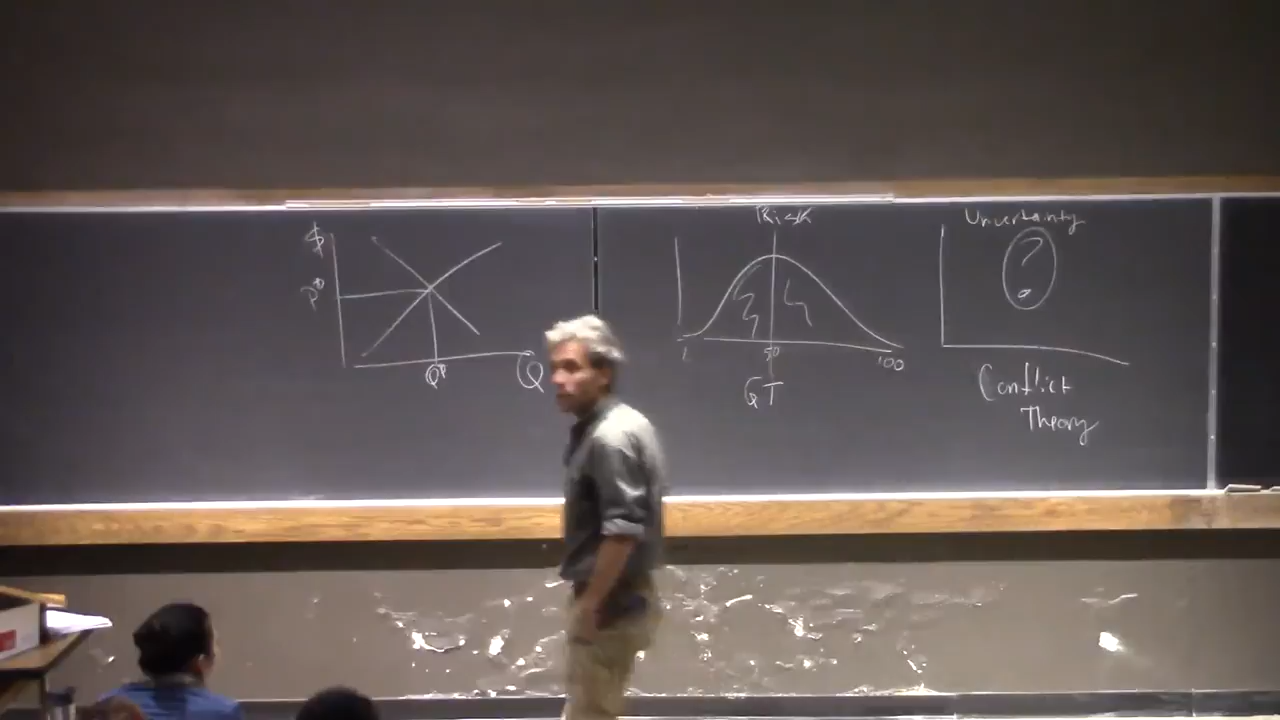 $
P*
Q*
Q
Risk
1
50
100
GT
Uncertainty
?
Conflict
Theory